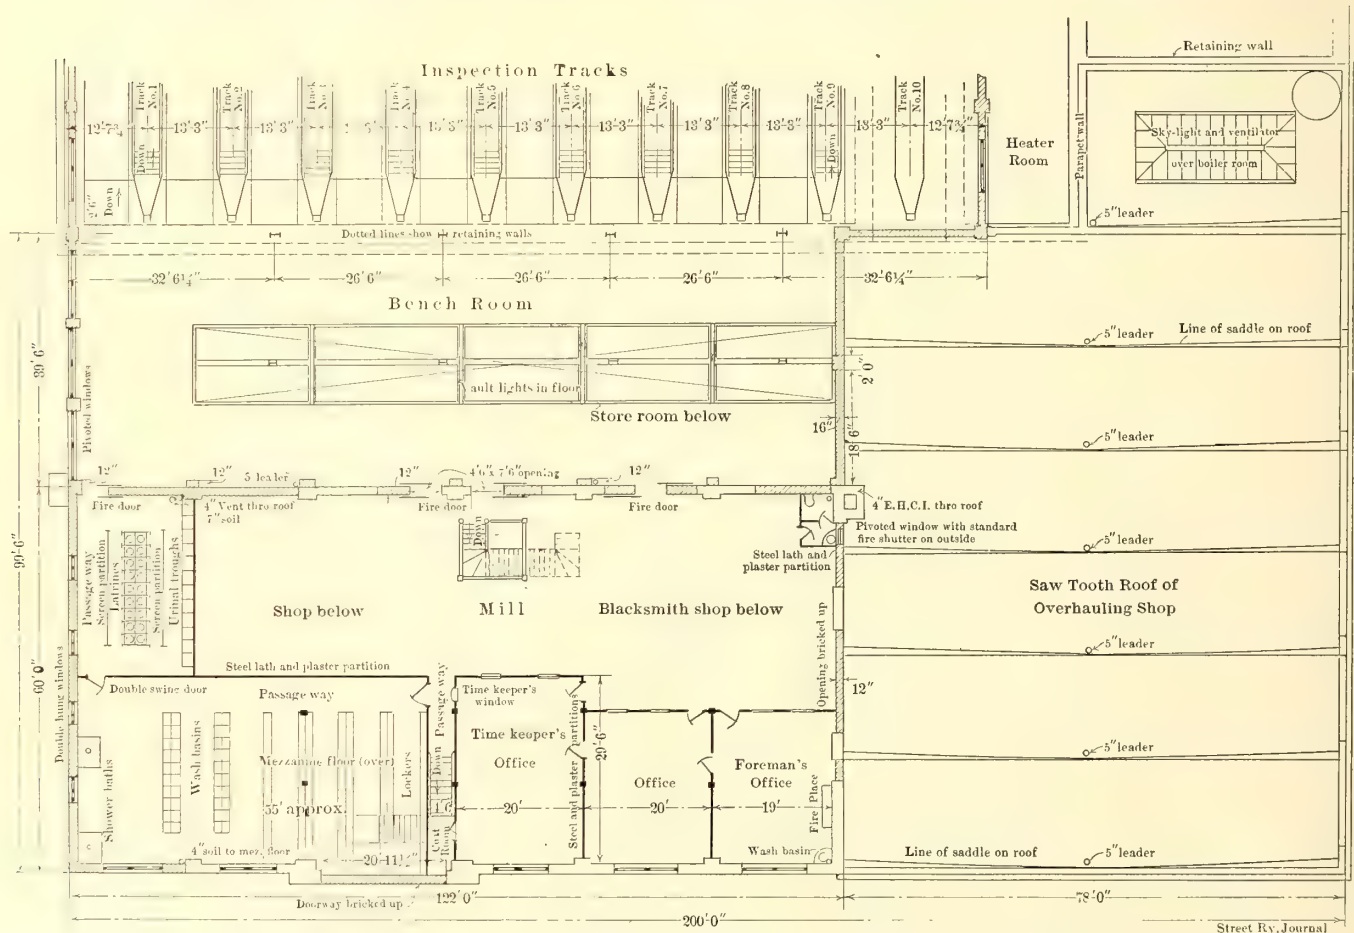 Inspection Tracks
Retaining wall
Track No.1
Track No.2
Track
Track
Track No.5
Track No.6
Track No.7
Track No.8
Track No.9
Track No.10
12'-7¾"
13'3"
13'3"
13'3"
13'3"
13'3"
13'3"
13'3"
12'-7¾"
Down
Down
Down
Heater
Room
Parapet wall
Sky-light and ventilator
over boiler room
5" leader
Dotted lines show retaining walls
32'6¼"
26'6"
26'6"
26'6"
32'6¼"
Bench Room
5" leader
Line of saddle on roof
39'6"
Pivoted windows
lights in floor
Store room below
2'0"
16"
18'6"
5" leader
12"
12"
5 leader
12"
4'6"x 7'6" opening
12"
Fire door
4" Vent thro roof
7" soil
Fire door
Fire door
4" E.H.C.I. thro roof
Pivoted window with standard
fire shutter on outside
5" leader
Steel lath and
plaster partition
99'-6"
60'0"
Passage way
Screen partition
Latrines
Screen partition
Urinal troughs
Down
Shop below
Mill
Blacksmith shop below
Saw Tooth Roof of
Overhauling Shop
5" leader
Opening bricked up
12"
Steel lath and plaster partition
Double swing door
Passage way
Passage way
Time keeper's
window
Double hung windows
Wash basins
Mezzanine floor (over)
Lockers
Down
Time keeper's
Office
Steel and plaster partitions
29'-6"
Office
Foreman's
Office
5" leader
Shower baths
55' approx.
20'
20'
19'
Fire Place
4" soil to mez. floor
20'11½"
Room
Wash basin
Line of saddle on roof
5" leader
Doorway bricked up
122'0"
78'0"
200'0"
Street Ry. Journal